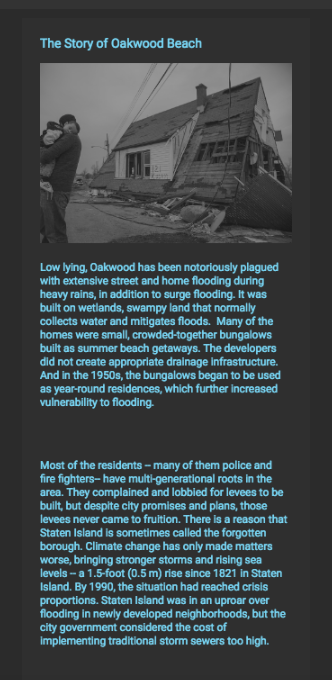 The Story of Oakwood Beach
Low lying, Oakwood has been notoriously plagued
with extensive street and home flooding during
heavy rains, in addition to surge flooding. It was
built on wetlands, swampy land that normally
collects water and mitigates floods.  Many of the
homes were small, crowded-together bungalows
built as summer beach getaways. The developers
did not create appropriate drainage infrastructure.
And in the 1950s, the bungalows began to be used
as year-round residences, which further increased
vulnerability to flooding.
Most of the residents – many of them police and
fire fighters– have multi-generational roots in the
area. They complained and lobbied for levees to be
built, but despite city promises and plans, those
levees never came to fruition. There is a reason that
Staten Island is sometimes called the forgotten
borough. Climate change has only made matters
worse, bringing stronger storms and rising sea
levels – a 1.5-foot (0.5 m) rise since 1821 in Staten
Island. By 1990, the situation had reached crisis
proportions. Staten Island was in an uproar over
flooding in newly developed neighborhoods, but the
city government considered the cost of
implementing traditional storm sewers too high.